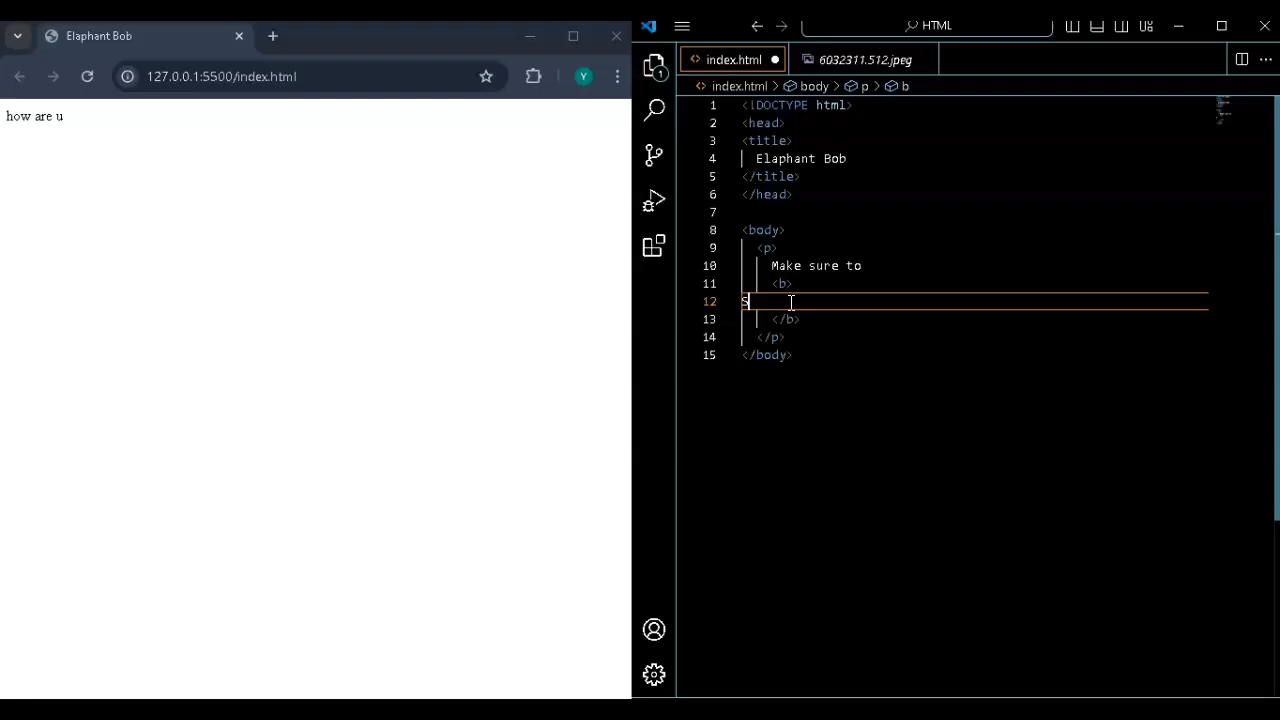 Elaphant Bob
127.0.0.1:5500/index.html
Y
how are u
HTML
index.html
6032311.512.jpeg
index.html > body > p > b
1 <!DOCTYPE html>
2 <head>
3 <title>
4 Elaphant Bob
5 </title>
6 </head>
7
8 <body>
9 <p>
10 Make sure to
11 <b>
12 S
13 </b>
14 </p>
15 </body>
1